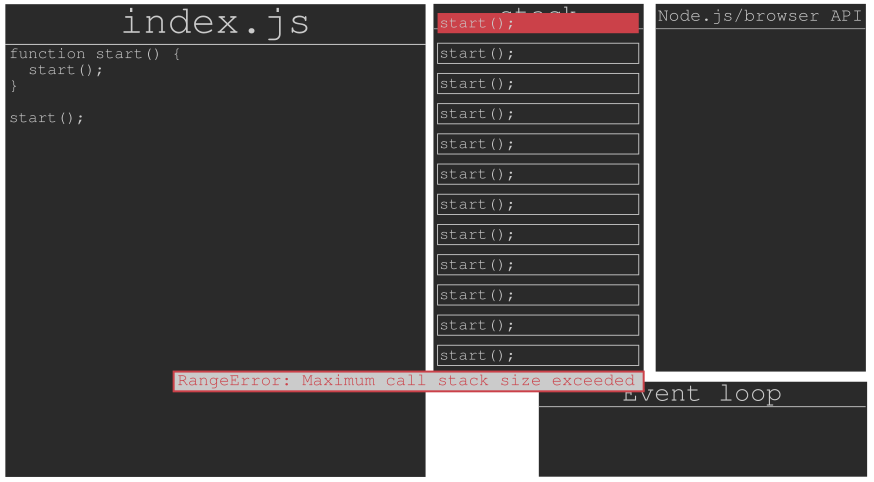 index.js
function start() {
  start();
}
start();
stack
start();
start();
start();
start();
start();
start();
start();
start();
start();
start();
start();
start();
Node.js/browser API
RangeError: Maximum call stack size exceeded
Event loop